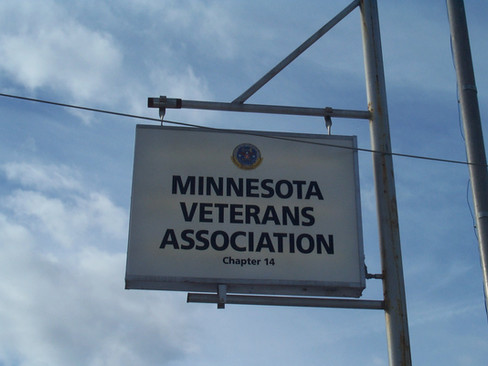 MINNESOTA
VETERANS
ASSOCIATION
Chapter 14